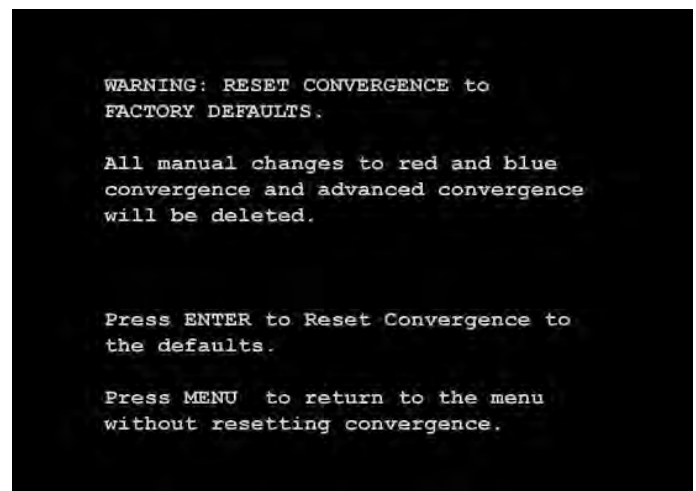 WARNING: RESET CONVERGENCE to
FACTORY DEFAULTS.
All manual changes to red and blue
convergence and advanced convergence
will be deleted.
Press ENTER to Reset Convergence to
the defaults.
Press MENU  to return to the menu
without resetting convergence.